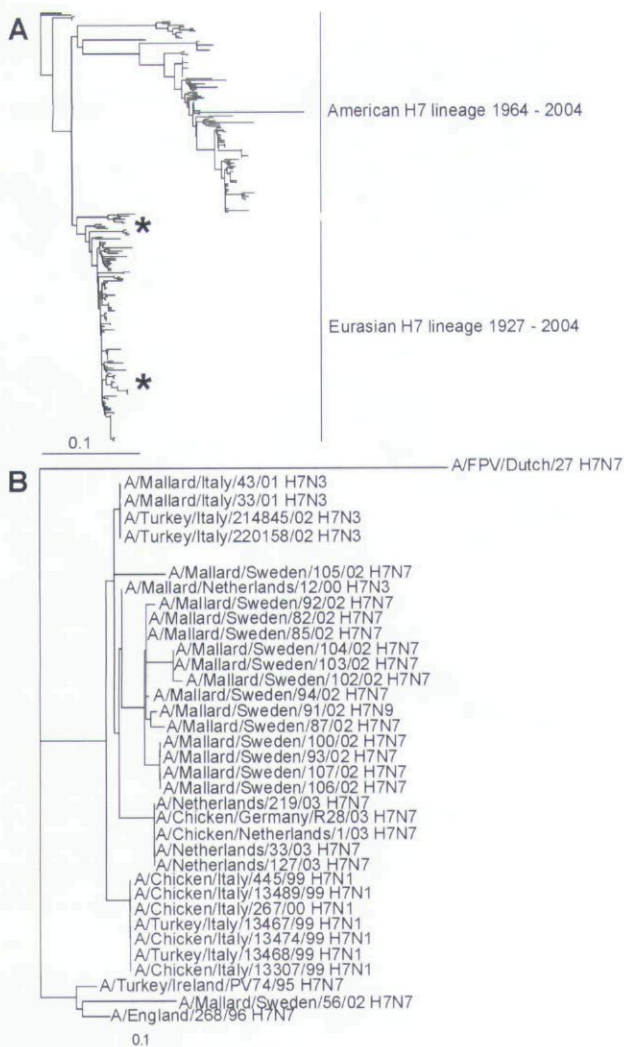 A
American H7 lineage 1964 - 2004
*
Eurasian H7 lineage 1927 - 2004
*
0.1
B
A/FPV/Dutch/27 H7N7
A/Mallard/Italy/43/01 H7N3
A/Mallard/Italy/33/01 H7N3
A/Turkey/Italy/214845/02 H7N3
A/Turkey/Italy/220158/02 H7N3
A/Mallard/Sweden/105/02 H7N7
A/Mallard/Netherlands/12/00 H7N3
A/Mallard/Sweden/92/02 H7N7
A/Mallard/Sweden/82/02 H7N7
A/Mallard/Sweden/85/02 H7N7
A/Mallard/Sweden/104/02 H7N7
A/Mallard/Sweden/103/02 H7N7
A/Mallard/Sweden/102/02 H7N7
A/Mallard/Sweden/94/02 H7N7
A/Mallard/Sweden/91/02 H7N9
A/Mallard/Sweden/87/02 H7N7
A/Mallard/Sweden/100/02 H7N7
A/Mallard/Sweden/93/02 H7N7
A/Mallard/Sweden/107/02 H7N7
A/Mallard/Sweden/106/02 H7N7
A/Netherlands/219/03 H7N7
A/Chicken/Germany/R28/03 H7N7
A/Chicken/Netherlands/1/03 H7N7
A/Netherlands/33/03 H7N7
A/Netherlands/127/03 H7N7
A/Chicken/Italy/445/99 H7N1
A/Chicken/Italy/13489/99 H7N1
A/Chicken/Italy/267/00 H7N1
A/Turkey/Italy/13467/99 H7N1
A/Chicken/Italy/13474/99 H7N1
A/Turkey/Italy/13468/99 H7N1
A/Chicken/Italy/13307/99 H7N1
A/Turkey/Ireland/PV74/95 H7N7
A/Mallard/Sweden/56/02 H7N7
A/England/268/96 H7N7
0.1